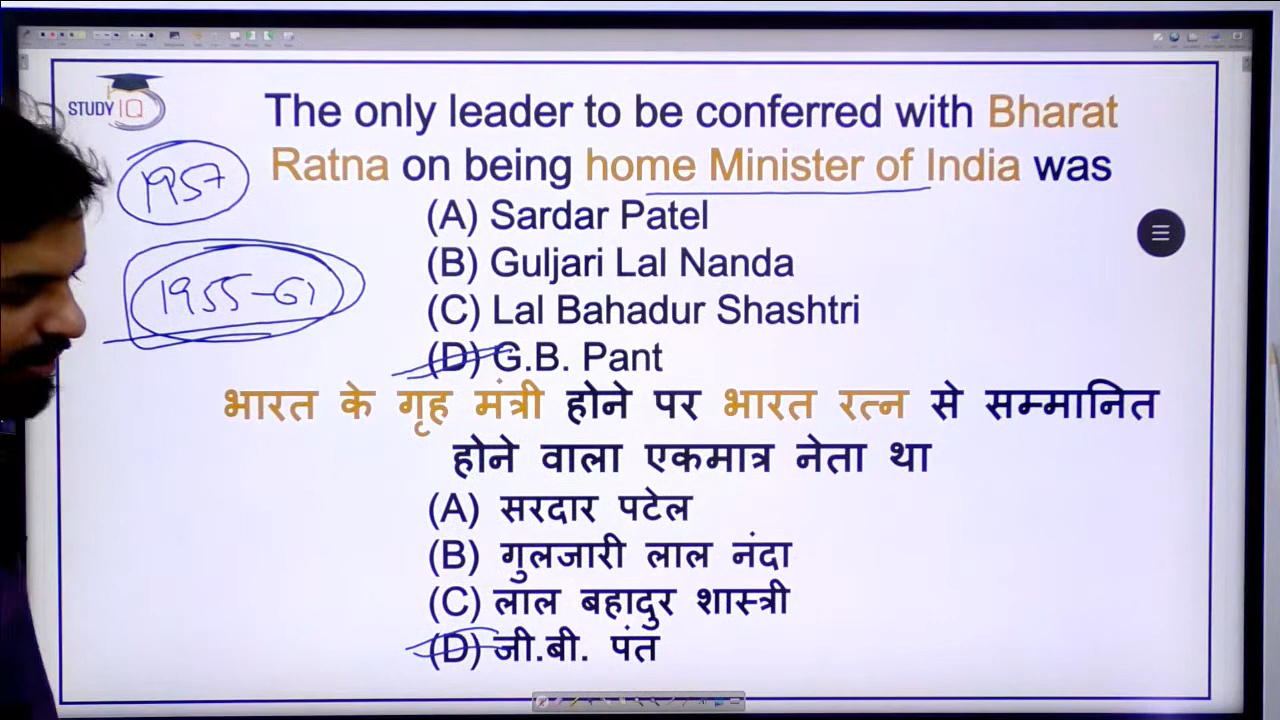 STUDY IQ
The only leader to be conferred with Bharat
Ratna on being home Minister of India was
1957
(A) Sardar Patel
(B) Guljari Lal Nanda
1955-61
(C) Lal Bahadur Shashtri
(D) G.B. Pant
भारत के गृह मंत्री होने पर भारत रत्न से सम्मानित
होने वाला एकमात्र नेता था
(A) सरदार पटेल
(B) गुलजारी लाल नंदा
(C) लाल बहादुर शास्त्री
(D) जी.बी. पंत